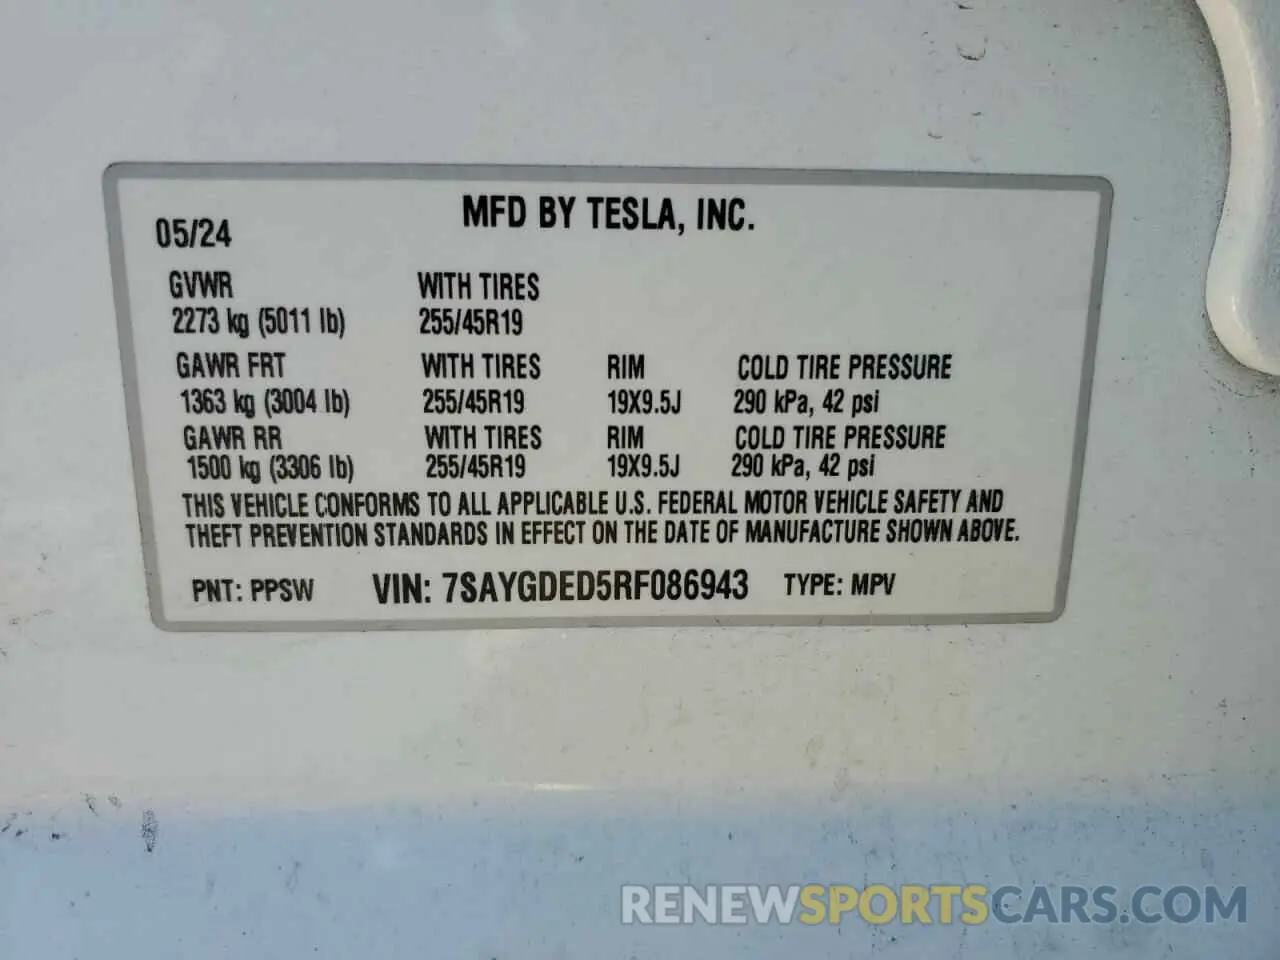 MFD BY TESLA, INC.
05/24
GVWR WITH TIRES
2273 kg (5011 lb) 255/45R19
GAWR FRT WITH TIRES RIM COLD TIRE PRESSURE
1363 kg (3004 lb) 255/45R19 19X9.5J 290 kPa, 42 psi
GAWR RR WITH TIRES RIM COLD TIRE PRESSURE
1500 kg (3306 lb) 255/45R19 19X9.5J 290 kPa, 42 psi
THIS VEHICLE CONFORMS TO ALL APPLICABLE U.S. FEDERAL MOTOR VEHICLE SAFETY AND
THEFT PREVENTION STANDARDS IN EFFECT ON THE DATE OF MANUFACTURE SHOWN ABOVE.
PNT: PPSW VIN: 7SAYGDED5RF086943 TYPE: MPV
RENEWSPORTSCARS.COM